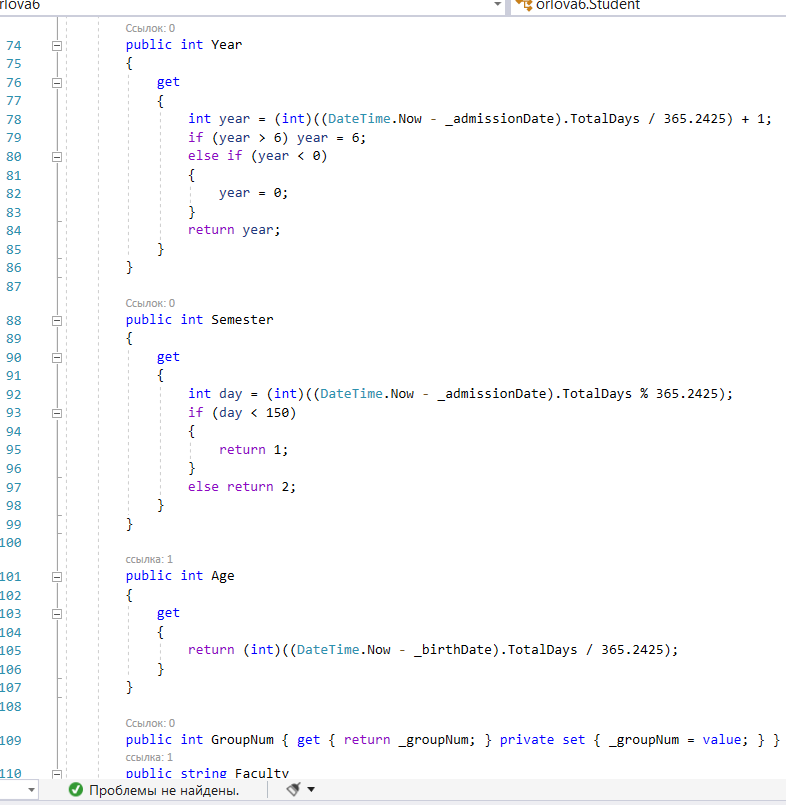 rlova6 orlova6.Student
Ссылок: 0
74 public int Year
75 {
76 get
77 {
78 int year = (int)((DateTime.Now - _admissionDate).TotalDays / 365.2425) + 1;
79 if (year > 6) year = 6;
80 else if (year < 0)
81 {
82 year = 0;
83 }
84 return year;
85 }
86 }
87
Ссылок: 0
88 public int Semester
89 {
90 get
91 {
92 int day = (int)((DateTime.Now - _admissionDate).TotalDays % 365.2425);
93 if (day < 150)
94 {
95 return 1;
96 }
97 else return 2;
98 }
99 }
100
ссылка: 1
101 public int Age
102 {
103 get
104 {
105 return (int)((DateTime.Now - _birthDate).TotalDays / 365.2425);
106 }
107 }
108
Ссылок: 0
109 public int GroupNum { get { return _groupNum; } private set { _groupNum = value; } }
ссылка: 1
110 public string Faculty
Проблемы не найдены.